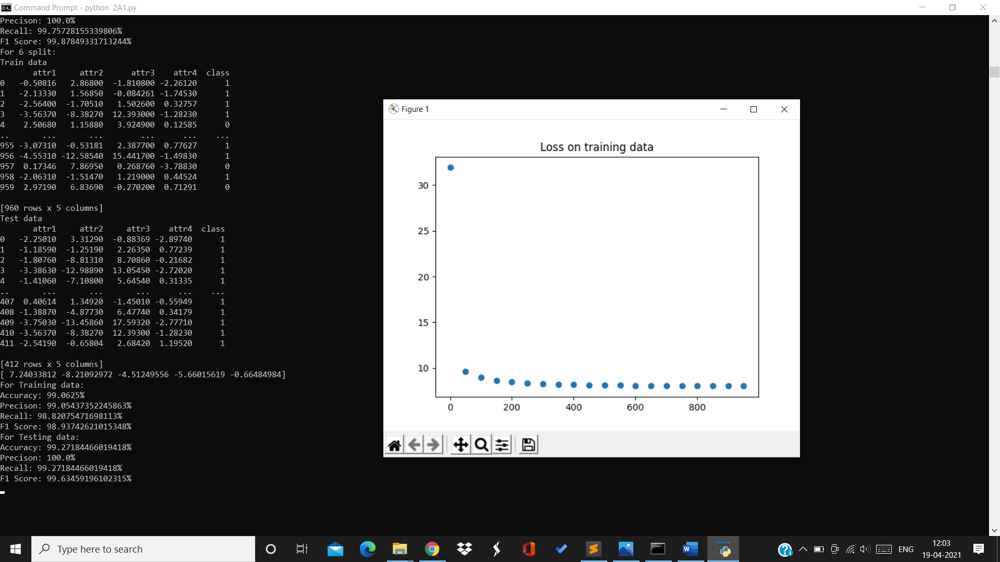 Command Prompt - python  2A1.py
Precison: 100.0%
Recall: 99.75728155339806%
F1 Score: 99.87849331713244%
For 6 split:
Train data
       attr1     attr2      attr3    attr4  class
0   -0.50816   2.86800  -1.810800 -2.26120      1
1   -2.13330   1.56850  -0.084261 -1.74530      1
2   -2.56400  -1.70510   1.502600  0.32757      1
3   -3.56370  -8.38270  12.393000 -1.28230      1
4    2.50680   1.15880   3.924900  0.12585      0
..       ...       ...        ...      ...    ...
955 -3.07310  -0.53181   2.387700  0.77627      1
956 -4.55310 -12.58540  15.441700 -1.49830      1
957  0.17346   7.86950   0.268760 -3.78830      0
958 -2.06310  -1.51470   1.219000  0.44524      1
959  2.97190   6.83690  -0.270200  0.71291      0
[960 rows x 5 columns]
Test data
       attr1     attr2     attr3    attr4  class
0   -2.25010   3.31290  -0.88369 -2.89740      1
1   -1.18590  -1.25190   2.26350  0.77239      1
2   -1.80760  -8.81310   8.70860 -0.21682      1
3   -3.38630 -12.98890  13.05450 -2.72020      1
4   -1.41060  -7.10800   5.64540  0.31335      1
..       ...       ...       ...      ...    ...
407  0.40614   1.34920  -1.45010 -0.55949      1
408 -1.38870  -4.87730   6.47740  0.34179      1
409 -3.75030 -13.45860  17.59320 -2.77710      1
410 -3.56370  -8.38270  12.39300 -1.28230      1
411 -2.54190  -0.65804   2.68420  1.19520      1
[412 rows x 5 columns]
[ 7.24033812 -8.21092972 -4.51249556 -5.66015619 -0.66484984]
For Training data:
Accuracy: 99.0625%
Precison: 99.05437352245863%
Recall: 98.82075471698113%
F1 Score: 98.93742621015348%
For Testing data:
Accuracy: 99.27184466019418%
Precison: 100.0%
Recall: 99.27184466019418%
F1 Score: 99.63459196102315%
Figure 1
Loss on training data
30
25
20
15
10
0 200 400 600 800
Type here to search
ENG
12:03
19-04-2021